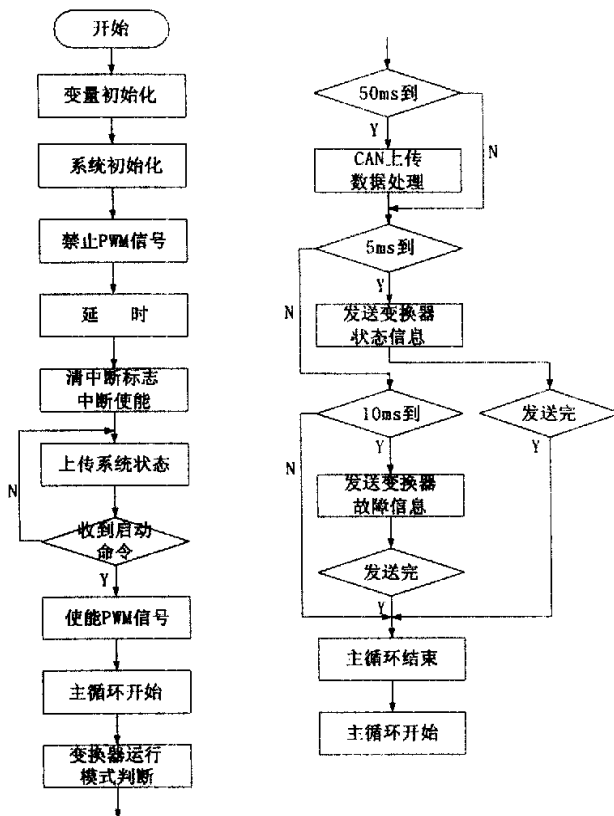 开始
变量初始化
系统初始化
禁止PWM信号
延 时
清中断标志
中断使能
上传系统状态
N
收到启动
命令
Y
使能PWM信号
主循环开始
变换器运行
模式判断
50ms到
Y
N
CAN上传
数据处理
5ms到
Y
N
发送变换器
状态信息
10ms到
发送完
Y
Y
N
发送变换器
故障信息
发送完
Y
主循环结束
主循环开始